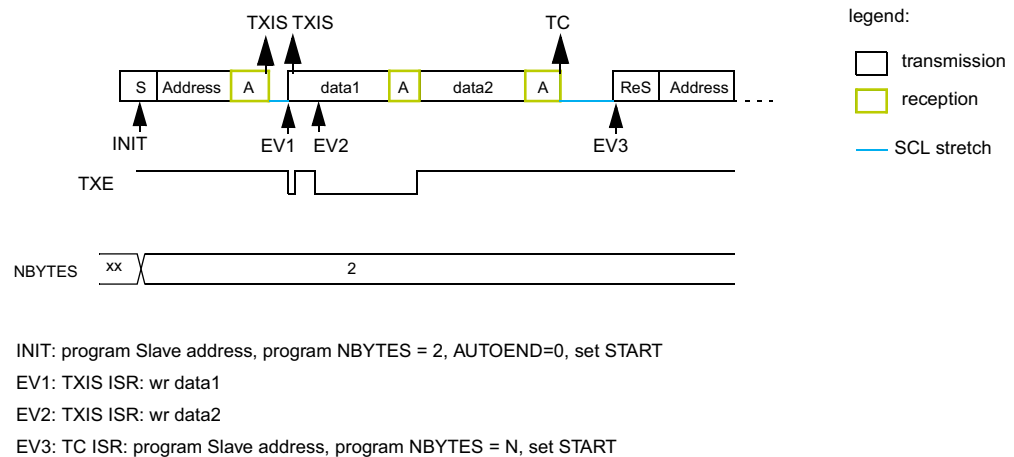 TXIS TXIS TC legend:
S Address A data1 A data2 A ReS Address
transmission
reception
SCL stretch
INIT EV1 EV2 EV3
TXE
NBYTES xx 2
INIT: program Slave address, program NBYTES = 2, AUTOEND=0, set START
EV1: TXIS ISR: wr data1
EV2: TXIS ISR: wr data2
EV3: TC ISR: program Slave address, program NBYTES = N, set START